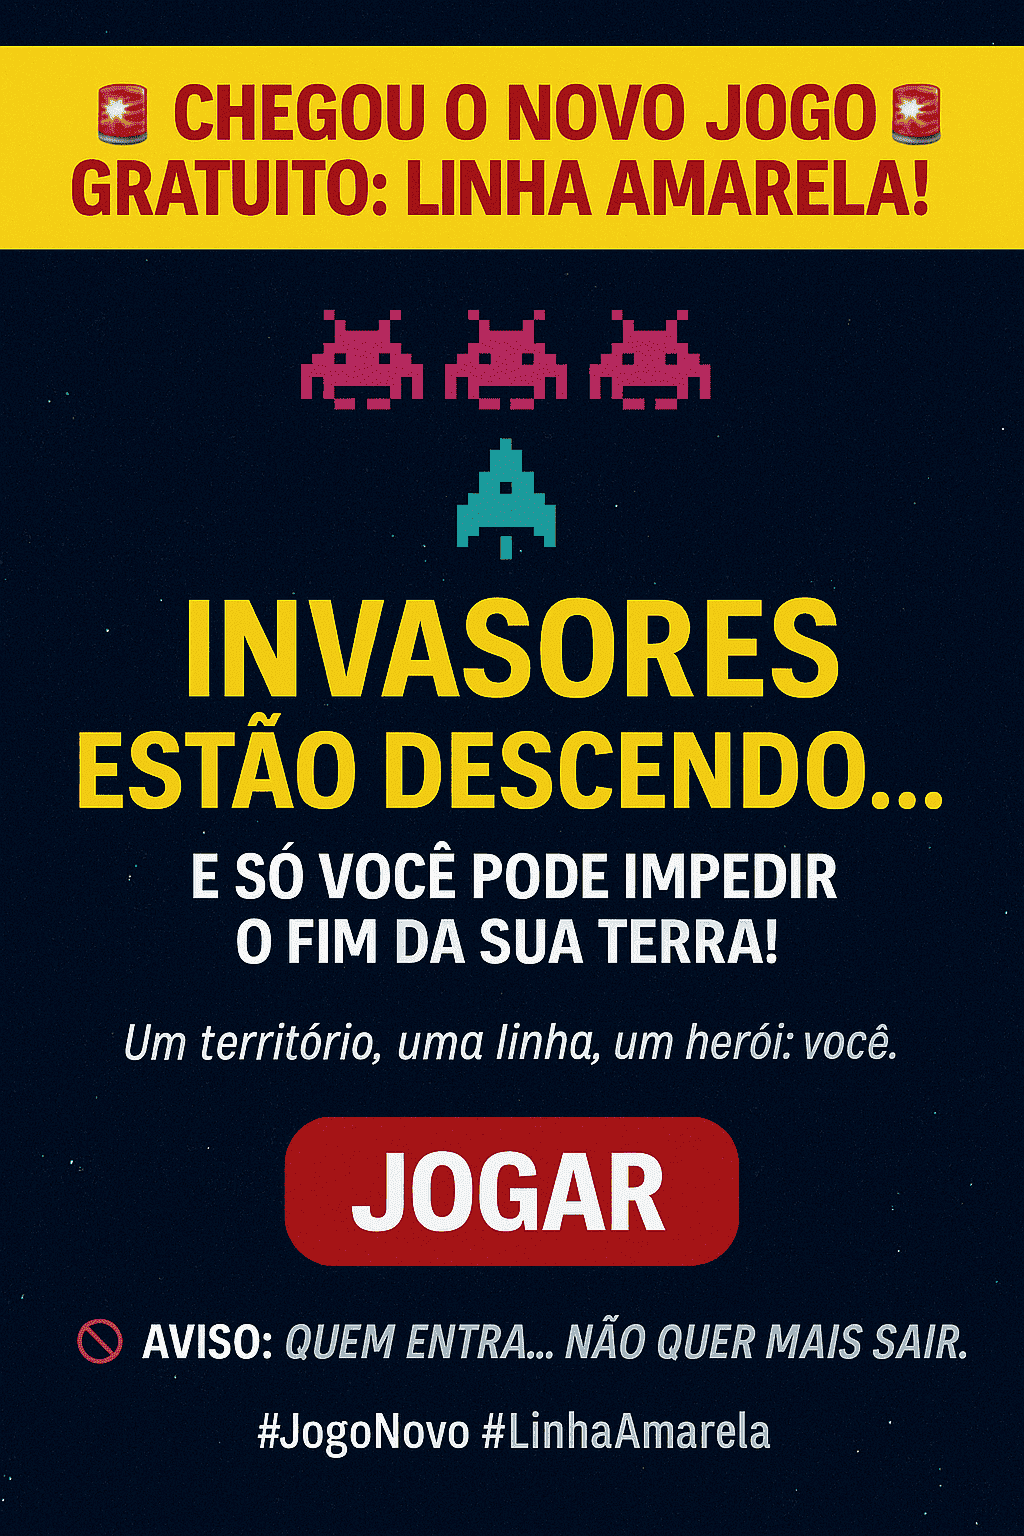 🚨 CHEGOU O NOVO JOGO 🚨
GRATUITO: LINHA AMARELA!
INVASORES
ESTÃO DESCENDO...
E SÓ VOCÊ PODE IMPEDIR
O FIM DA SUA TERRA!
Um território, uma linha, um herói: você.
JOGAR
🚫 AVISO: QUEM ENTRA... NÃO QUER MAIS SAIR.
#JogoNovo #LinhaAmarela